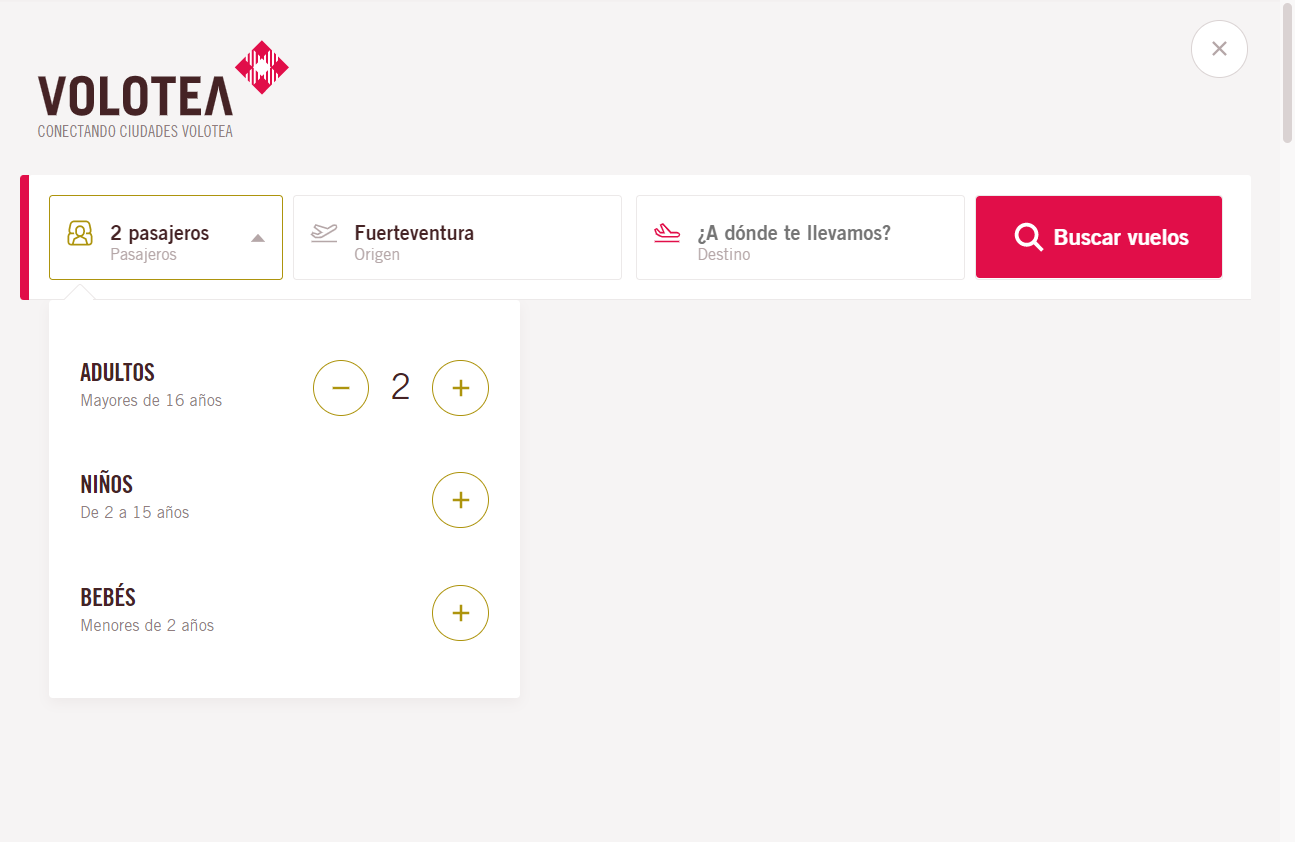 VOLOTEA
CONECTANDO CIUDADES VOLOTEA
2 pasajeros
Pasajeros
Fuerteventura
Origen
¿A dónde te llevamos?
Destino
Buscar vuelos
ADULTOS
Mayores de 16 años
2
NIÑOS
De 2 a 15 años
BEBÉS
Menores de 2 años